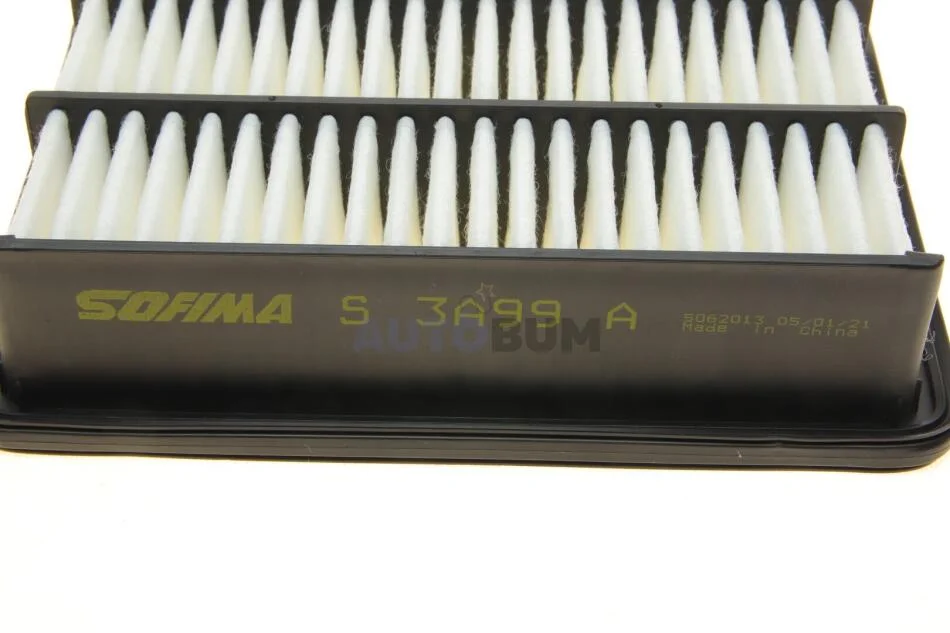 SOFIMA S 3A99 A
5062013 05/01/21
Made in China
AUTOBUM